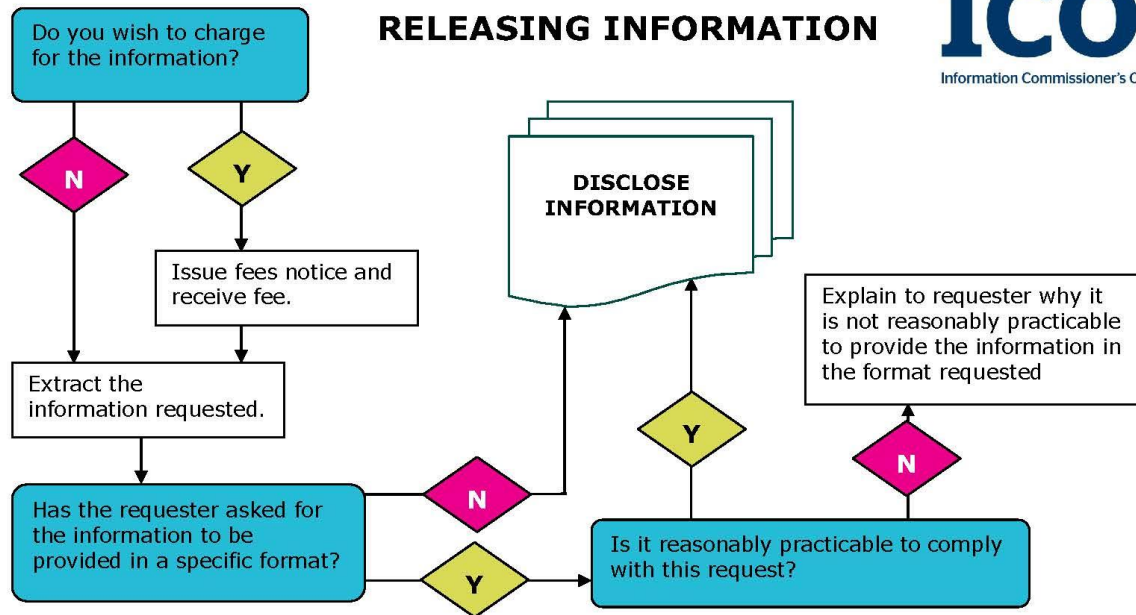 RELEASING INFORMATION
ico
Information Commissioner's
Do you wish to charge
for the information?
N
Y
Issue fees notice and
receive fee.
Extract the
information requested.
DISCLOSE
INFORMATION
Explain to requester why it
is not reasonably practicable
to provide the information in
the format requested
Y
N
Has the requester asked for
the information to be
provided in a specific format?
N
Y
Is it reasonably practicable to comply
with this request?